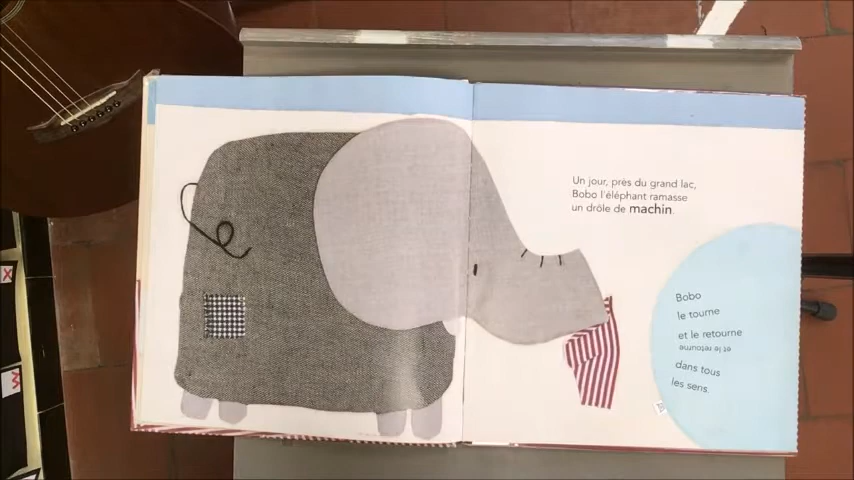 Un jour, près du grand lac,
Bobo l'éléphant ramasse
un drôle de machin.
Bobo
le tourne
et le retourne
et le retourne
dans tous
les sens.